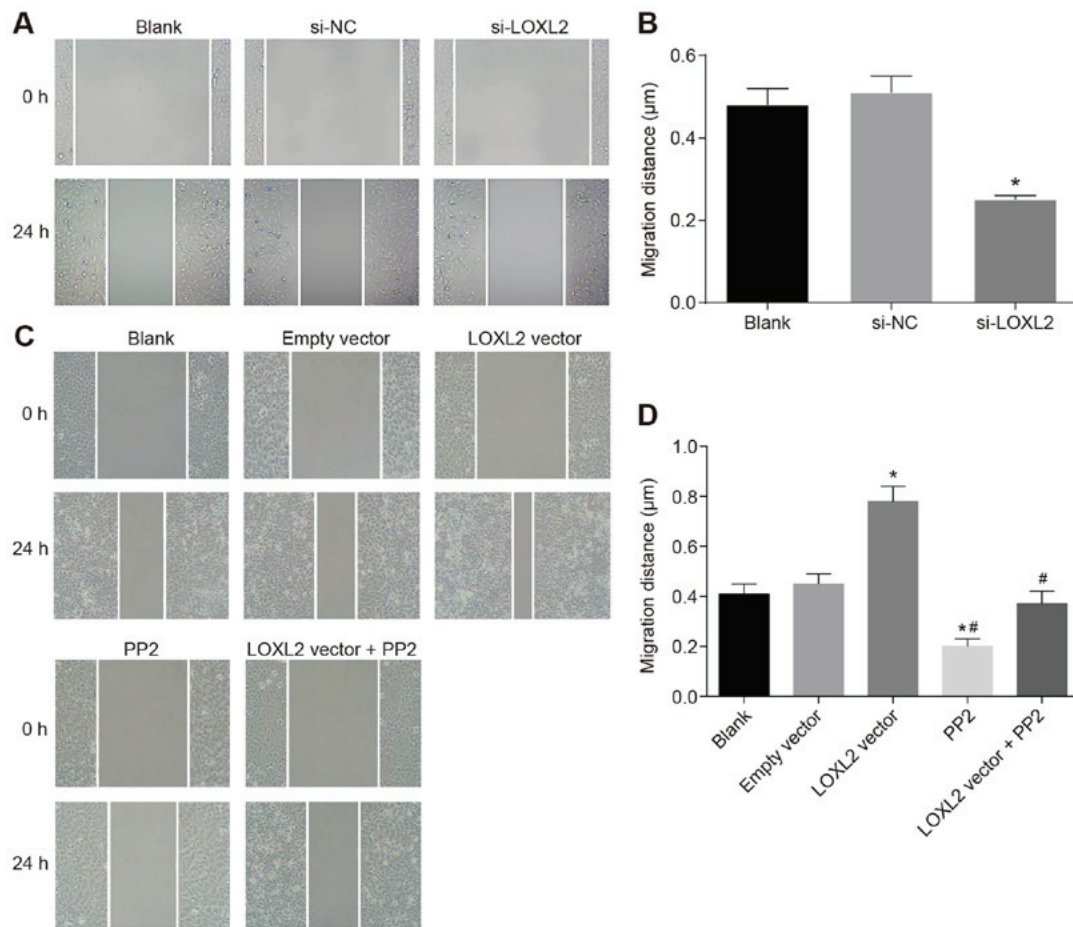 A
Blank si-NC si-LOXL2
0 h
24 h
B
Migration distance (μm)
0.6
0.4
0.2
0.0
Blank si-NC si-LOXL2
*
C
Blank Empty vector LOXL2 vector
0 h
24 h
PP2 LOXL2 vector + PP2
0 h
24 h
D
Migration distance (μm)
1.0
0.8
0.6
0.4
0.2
0.0
*
*#
#
Blank
Empty vector
LOXL2 vector
PP2
LOXL2 vector + PP2